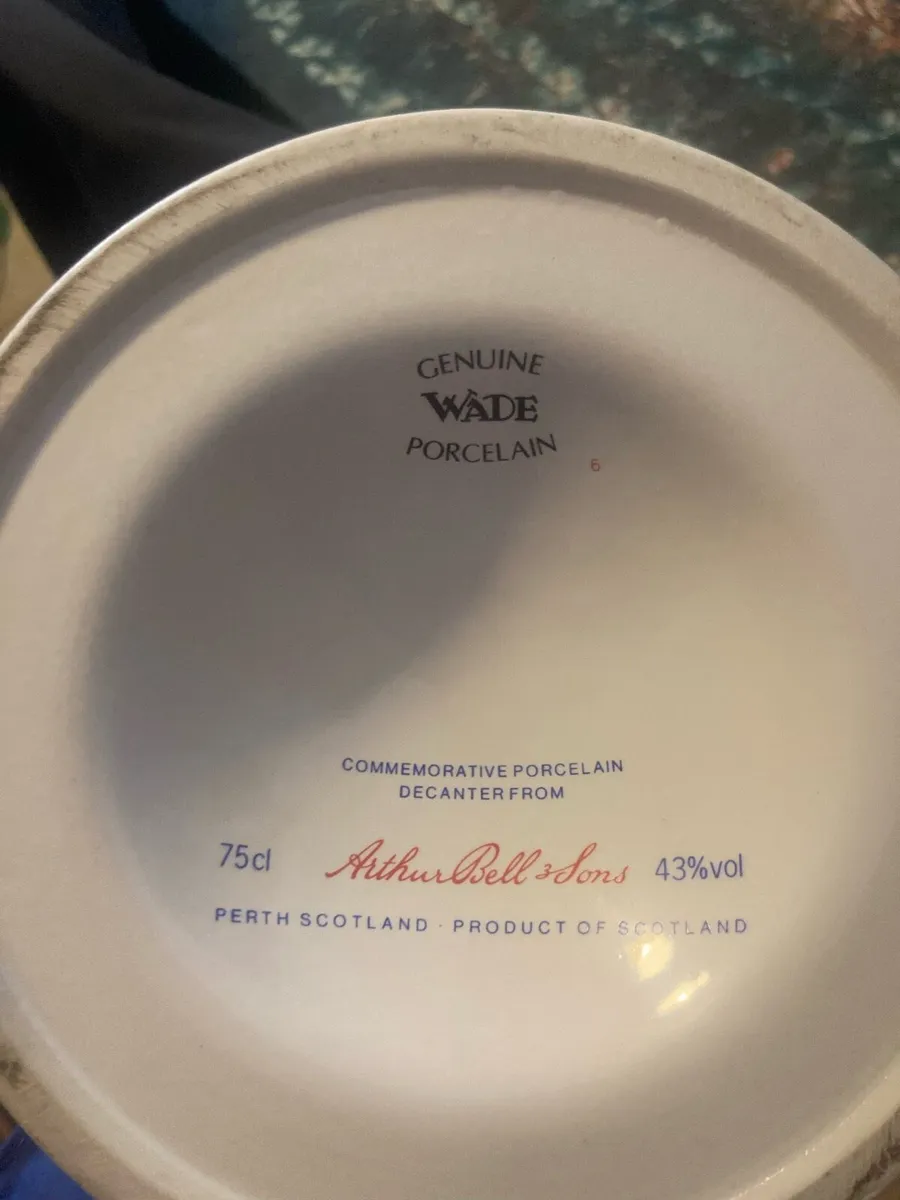 GENUINE
WADE
PORCELAIN
6
COMMEMORATIVE PORCELAIN
DECANTER FROM
75cl Arthur Bell & Sons 43%vol
PERTH SCOTLAND · PRODUCT OF SCOTLAND